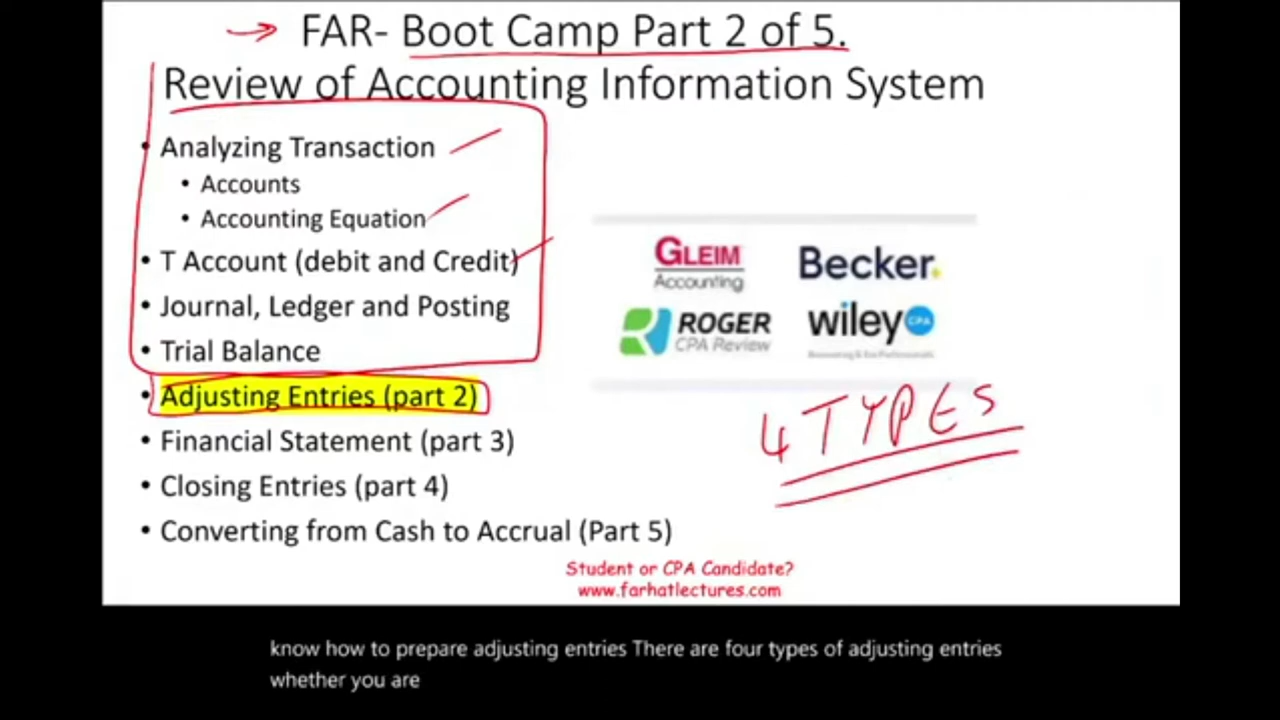 FAR- Boot Camp Part 2 of 5.
Review of Accounting Information System
• Analyzing Transaction
• Accounts
• Accounting Equation
• T Account (debit and Credit)
• Journal, Ledger and Posting
• Trial Balance
• Adjusting Entries (part 2)
• Financial Statement (part 3)
• Closing Entries (part 4)
• Converting from Cash to Accrual (Part 5)
GLEIM
Accounting
Becker.
ROGER
CPA Review
wiley CPA
4 TYPES
Student or CPA Candidate?
www.farhatlectures.com
know how to prepare adjusting entries There are four types of adjusting entries
whether you are